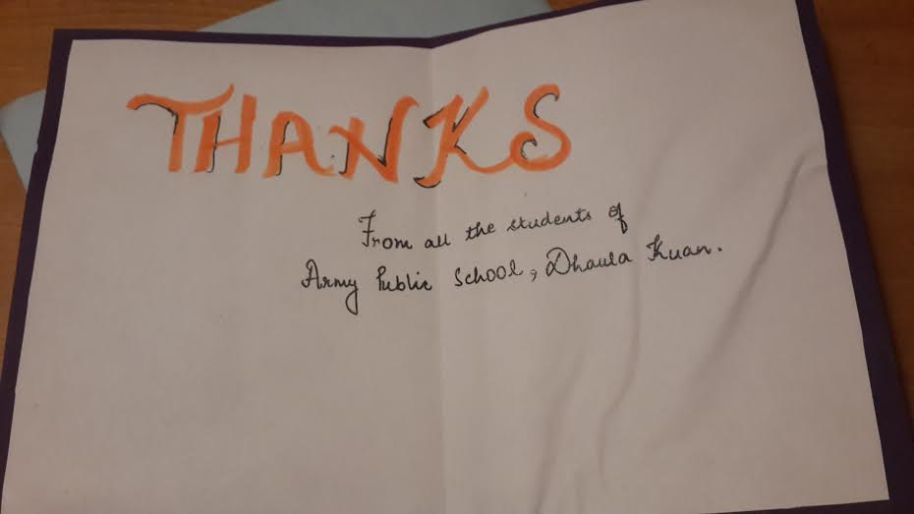 THANKS
From all the students of
Army Public School, Dhaula Kuan.